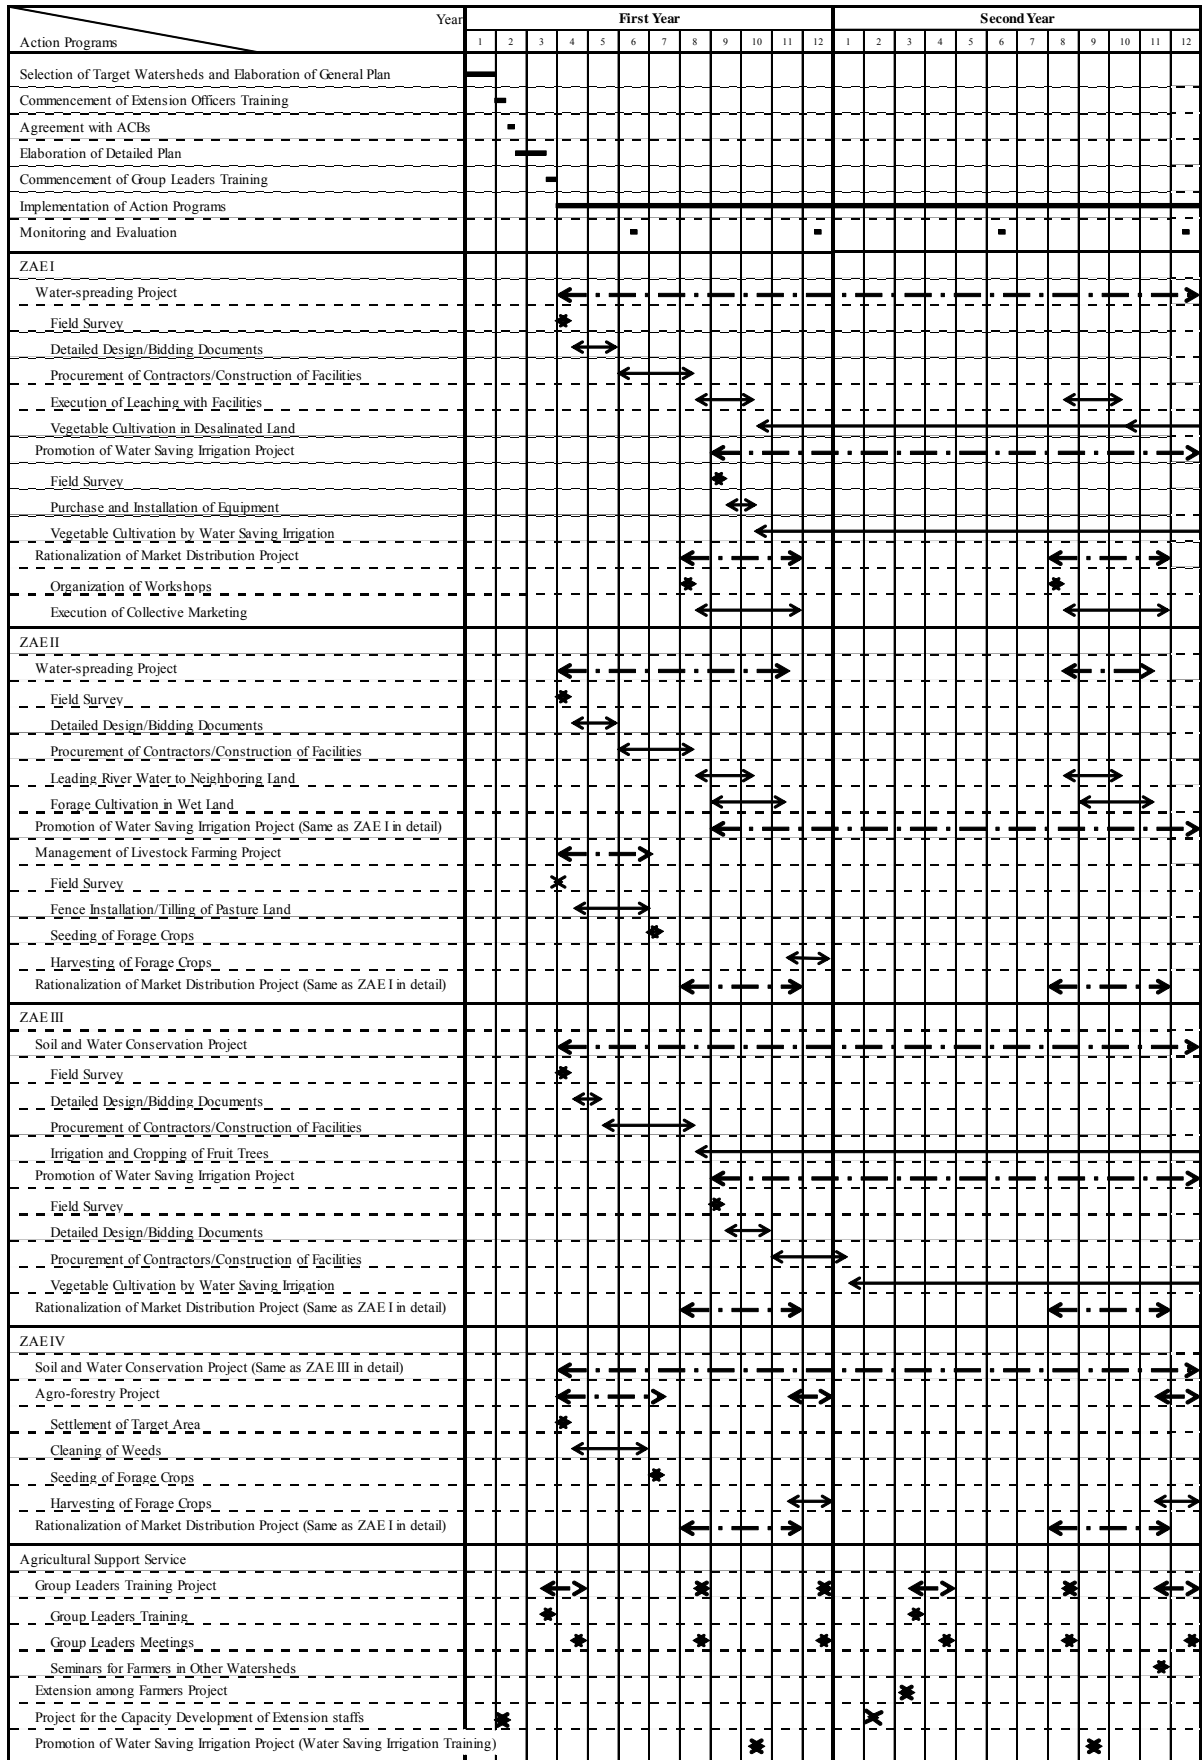 Year First Year Second Year
Action Programs 1 2 3 4 5 6 7 8 9 10 11 12 1 2 3 4 5 6 7 8 9 10 11 12
Selection of Target Watersheds and Elaboration of General Plan
Commencement of Extension Officers Training
Agreement with ACBs
Elaboration of Detailed Plan
Commencement of Group Leaders Training
Implementation of Action Programs
Monitoring and Evaluation
ZAE I
Water-spreading Project
Field Survey
Detailed Design/Bidding Documents
Procurement of Contractors/Construction of Facilities
Execution of Leaching with Facilities
Vegetable Cultivation in Desalinated Land
Promotion of Water Saving Irrigation Project
Field Survey
Purchase and Installation of Equipment
Vegetable Cultivation by Water Saving Irrigation
Rationalization of Market Distribution Project
Organization of Workshops
Execution of Collective Marketing
ZAE II
Water-spreading Project
Field Survey
Detailed Design/Bidding Documents
Procurement of Contractors/Construction of Facilities
Leading River Water to Neighboring Land
Forage Cultivation in Wet Land
Promotion of Water Saving Irrigation Project (Same as ZAE I in detail)
Management of Livestock Farming Project
Field Survey
Fence Installation/Tilling of Pasture Land
Seeding of Forage Crops
Harvesting of Forage Crops
Rationalization of Market Distribution Project (Same as ZAE I in detail)
ZAE III
Soil and Water Conservation Project
Field Survey
Detailed Design/Bidding Documents
Procurement of Contractors/Construction of Facilities
Irrigation and Cropping of Fruit Trees
Promotion of Water Saving Irrigation Project
Field Survey
Detailed Design/Bidding Documents
Procurement of Contractors/Construction of Facilities
Vegetable Cultivation by Water Saving Irrigation
Rationalization of Market Distribution Project (Same as ZAE I in detail)
ZAE IV
Soil and Water Conservation Project (Same as ZAE III in detail)
Agro-forestry Project
Settlement of Target Area
Cleaning of Weeds
Seeding of Forage Crops
Harvesting of Forage Crops
Rationalization of Market Distribution Project (Same as ZAE I in detail)
Agricultural Support Service
Group Leaders Training Project
Group Leaders Training
Group Leaders Meetings
Seminars for Farmers in Other Watersheds
Extension among Farmers Project
Project for the Capacity Development of Extension staffs
Promotion of Water Saving Irrigation Project (Water Saving Irrigation Training)